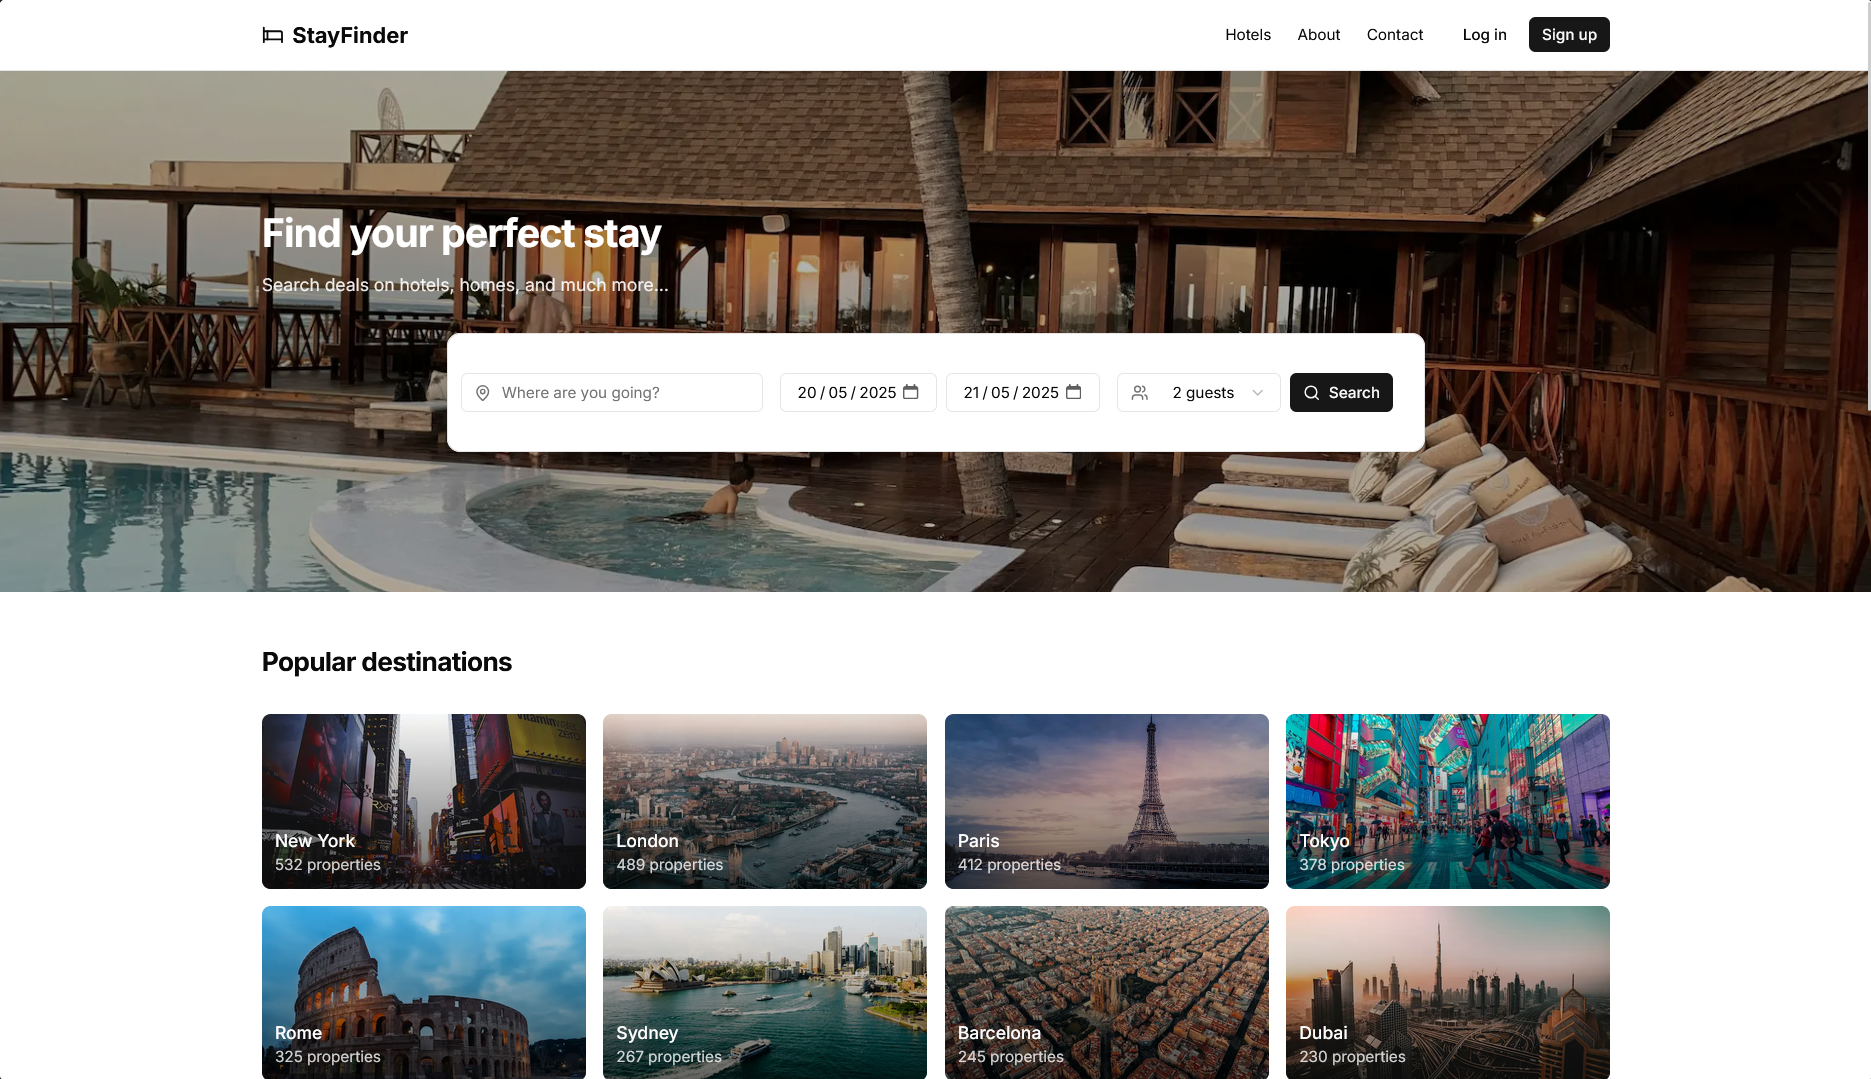 StayFinder
Hotels About Contact Log in Sign up
Find your perfect stay
Search deals on hotels, homes, and much more...
Where are you going? 20/05/2025 21/05/2025 2 guests Search
Popular destinations
New York
532 properties
London
489 properties
Paris
412 properties
Tokyo
378 properties
Rome
325 properties
Sydney
267 properties
Barcelona
245 properties
Dubai
230 properties